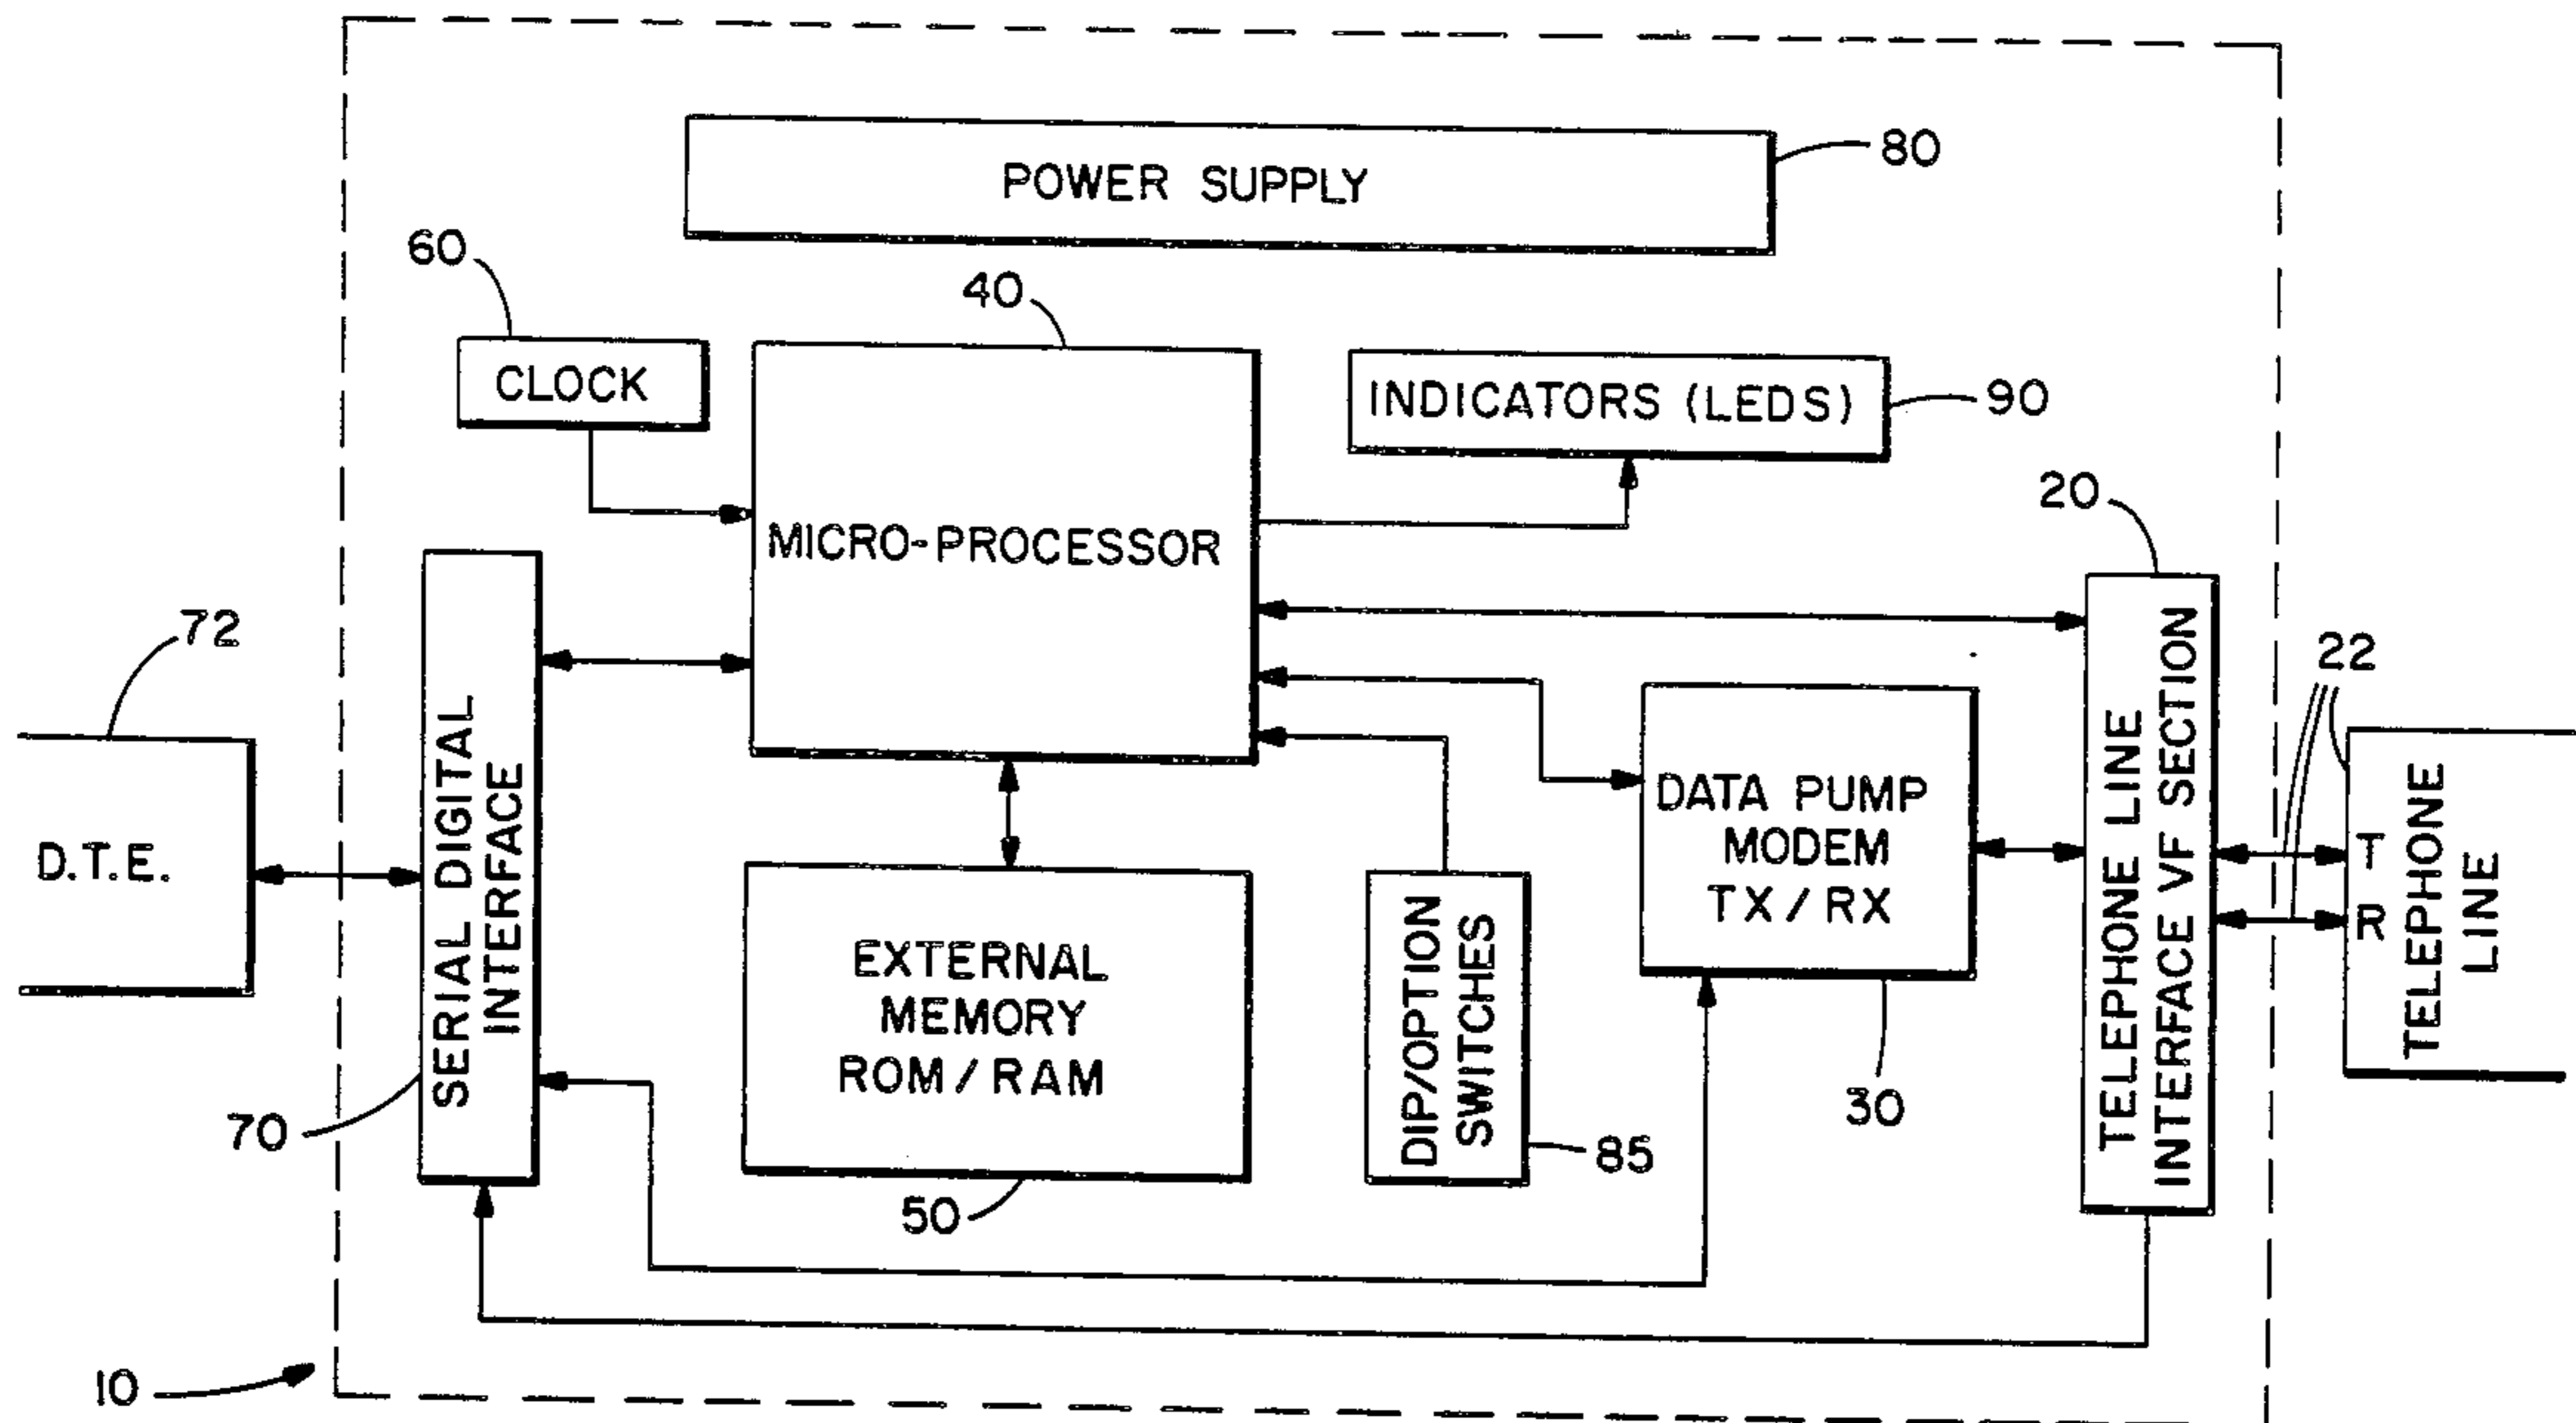 POWER SUPPLY
80
60
40
CLOCK
INDICATORS (LEDS)
90
20
MICRO-PROCESSOR
72
22
D.T.E.
SERIAL DIGITAL
INTERFACE
70
EXTERNAL
MEMORY
ROM / RAM
50
DIP/OPTION
SWITCHES
85
DATA PUMP
MODEM
TX / RX
30
TELEPHONE LINE
INTERFACE VF SECTION
T
R
TELEPHONE
LINE
10